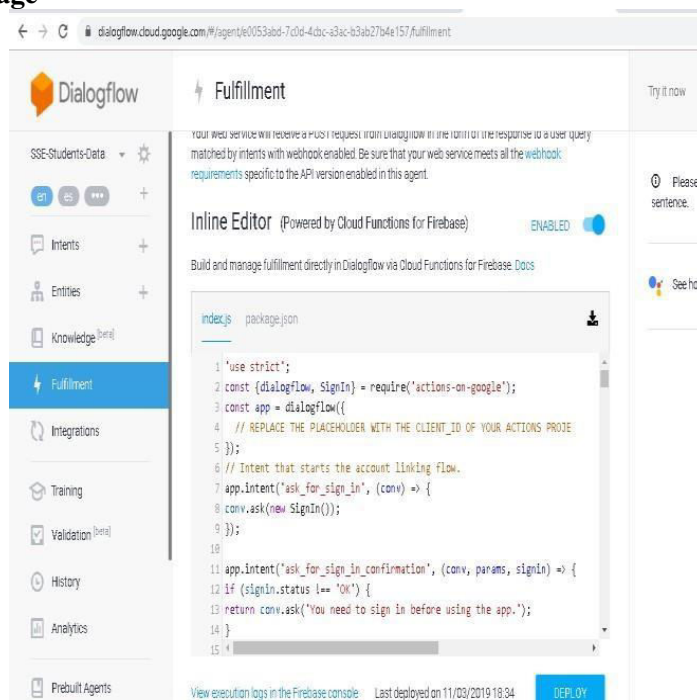 age
dialogflow.cloud.google.com/#/agent/e0053abd-7c0d-4cbc-a3ac-b3ab27b4e157/fulfillment
Dialogflow
Fulfillment
Try it now
Your web service will receive a POST request from Dialogflow in the form of the response to a user query
matched by intents with webhook enabled. Be sure that your web service meets all the webhook
requirements specific to the API version enabled in this agent.
SSE-Students-Data
en es
Please
sentence.
Inline Editor (Powered by Cloud Functions for Firebase) ENABLED
Intents
Build and manage fulfillment directly in Dialogflow via Cloud Functions for Firebase. Docs
Entities
See ho
index.js package.json
Knowledge [beta]
Fulfillment
Integrations
Training
Validation [beta]
History
Analytics
Prebuilt Agents
1 'use strict';
2 const {dialogflow, SignIn} = require('actions-on-google');
3 const app = dialogflow({
4 // REPLACE THE PLACEHOLDER WITH THE CLIENT_ID OF YOUR ACTIONS PROJE
5 });
6 // Intent that starts the account linking flow.
7 app.intent('ask_for_sign_in', (conv) => {
8 conv.ask(new SignIn());
9 });
10
11 app.intent('ask_for_sign_in_confirmation', (conv, params, signin) => {
12 if (signin.status !== 'OK') {
13 return conv.ask('You need to sign in before using the app.');
14 }
15
View execution logs in the Firebase console Last deployed on 11/03/2019 18:34 DEPLOY